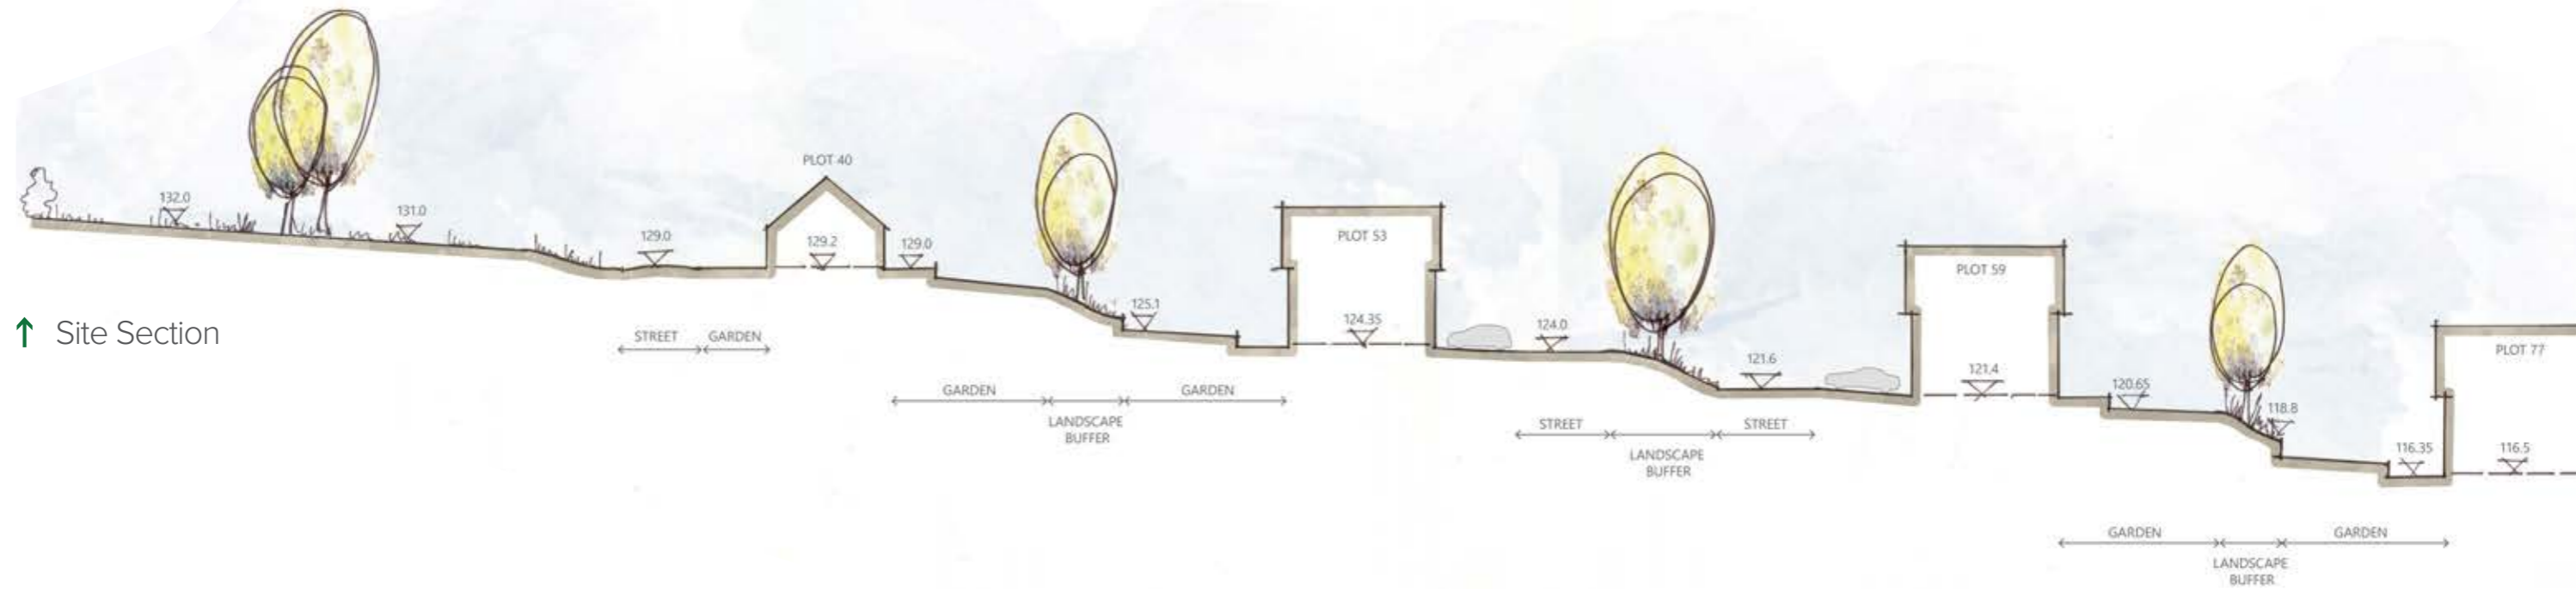 132.0
131.0
129.0
PLOT 40
129.2
129.0
125.1
PLOT 53
124.35
124.0
121.6
PLOT 59
121.4
120.65
118.8
116.35
PLOT 77
116.5
↑ Site Section
STREET
GARDEN
GARDEN
LANDSCAPE
BUFFER
GARDEN
STREET
LANDSCAPE
BUFFER
STREET
GARDEN
LANDSCAPE
BUFFER
GARDEN